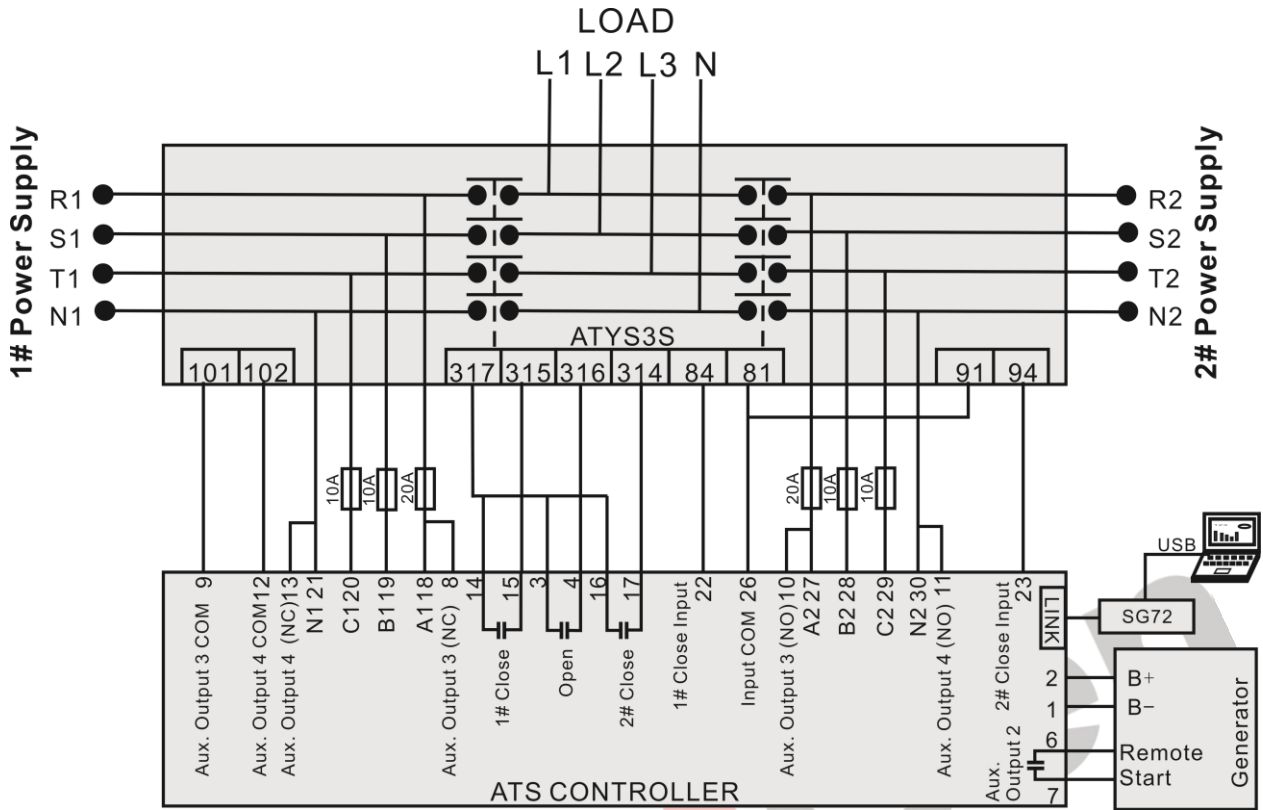 LOAD
L1 L2 L3 N
1# Power Supply
R1
S1
T1
N1
R2
S2
T2
N2
2# Power Supply
ATYS3S
101 102 317 315 316 314 84 81 91 94
10A 10A 20A 20A 10A 10A
USB
9 Aux. Output 3 COM
12 Aux. Output 4 COM
13 Aux. Output 4 (NC)
N1 21
C1 20
B1 19
A1 18
8 Aux. Output 3 (NC)
14
15
1# Close
3
4
Open
16
17
2# Close
22 1# Close Input
26 Input COM
10 Aux. Output 3 (NO)
A2 27
B2 28
C2 29
N2 30
11 Aux. Output 4 (NO)
23 2# Close Input
LINK
SG72
2 B+
1 B−
6 Remote
7 Start
Aux. Output 2
Generator
ATS CONTROLLER